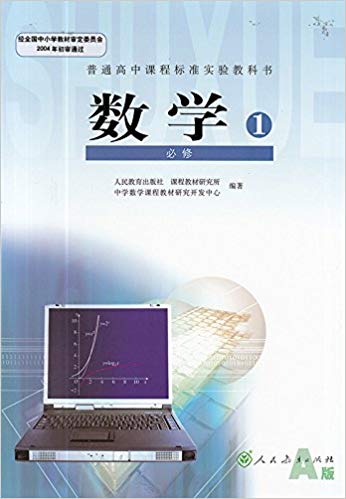 SHUXUE
经全国中小学教材审定委员会
2004年初审通过
普通高中课程标准实验教科书
数学 1
必修
人民教育出版社 课程教材研究所
中学数学课程教材研究开发中心
编著
A版
人民教育出版社